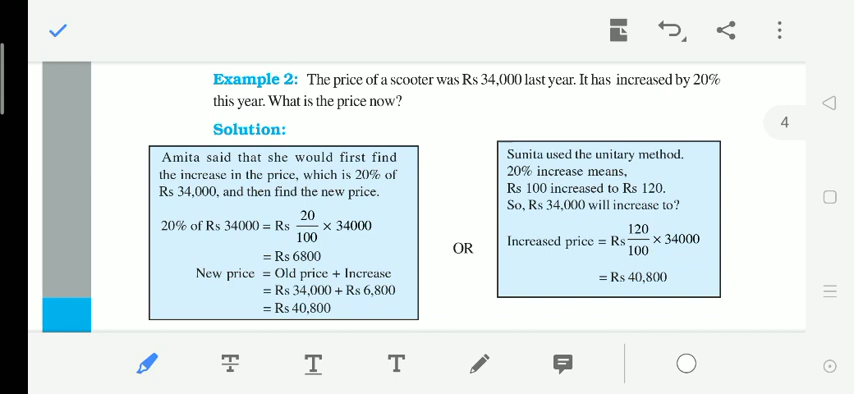 Example 2: The price of a scooter was Rs 34,000 last year. It has increased by 20%
this year. What is the price now?
Solution:
Amita said that she would first find
the increase in the price, which is 20% of
Rs 34,000, and then find the new price.
20% of Rs 34000 = Rs 20/100 × 34000
= Rs 6800
New price = Old price + Increase
= Rs 34,000 + Rs 6,800
= Rs 40,800
OR
Sunita used the unitary method.
20% increase means,
Rs 100 increased to Rs 120.
So, Rs 34,000 will increase to?
Increased price = Rs 120/100 × 34000
= Rs 40,800
4
T
T
T